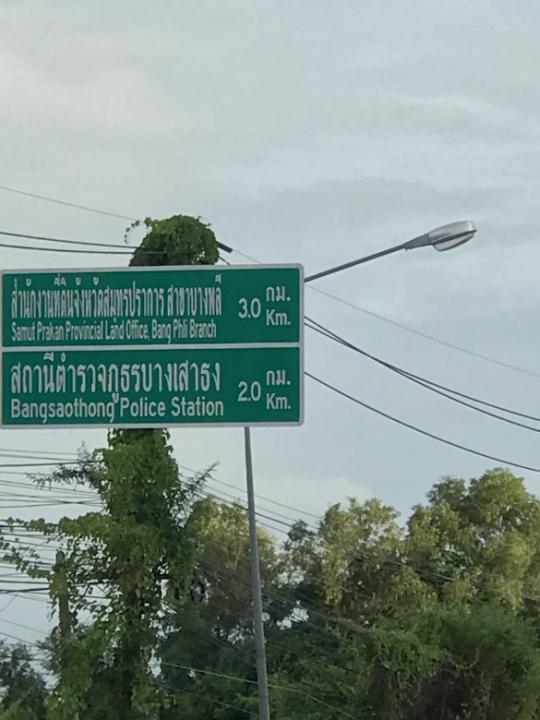 สำนักงานที่ดินจังหวัดสมุทรปราการ สาขาบางพลี 3.0 กม.
Samut Prakan Provincial Land Office, Bang Phli Branch Km.
สถานีตำรวจภูธรบางเสาธง 2.0 กม.
Bangsaothong Police Station Km.